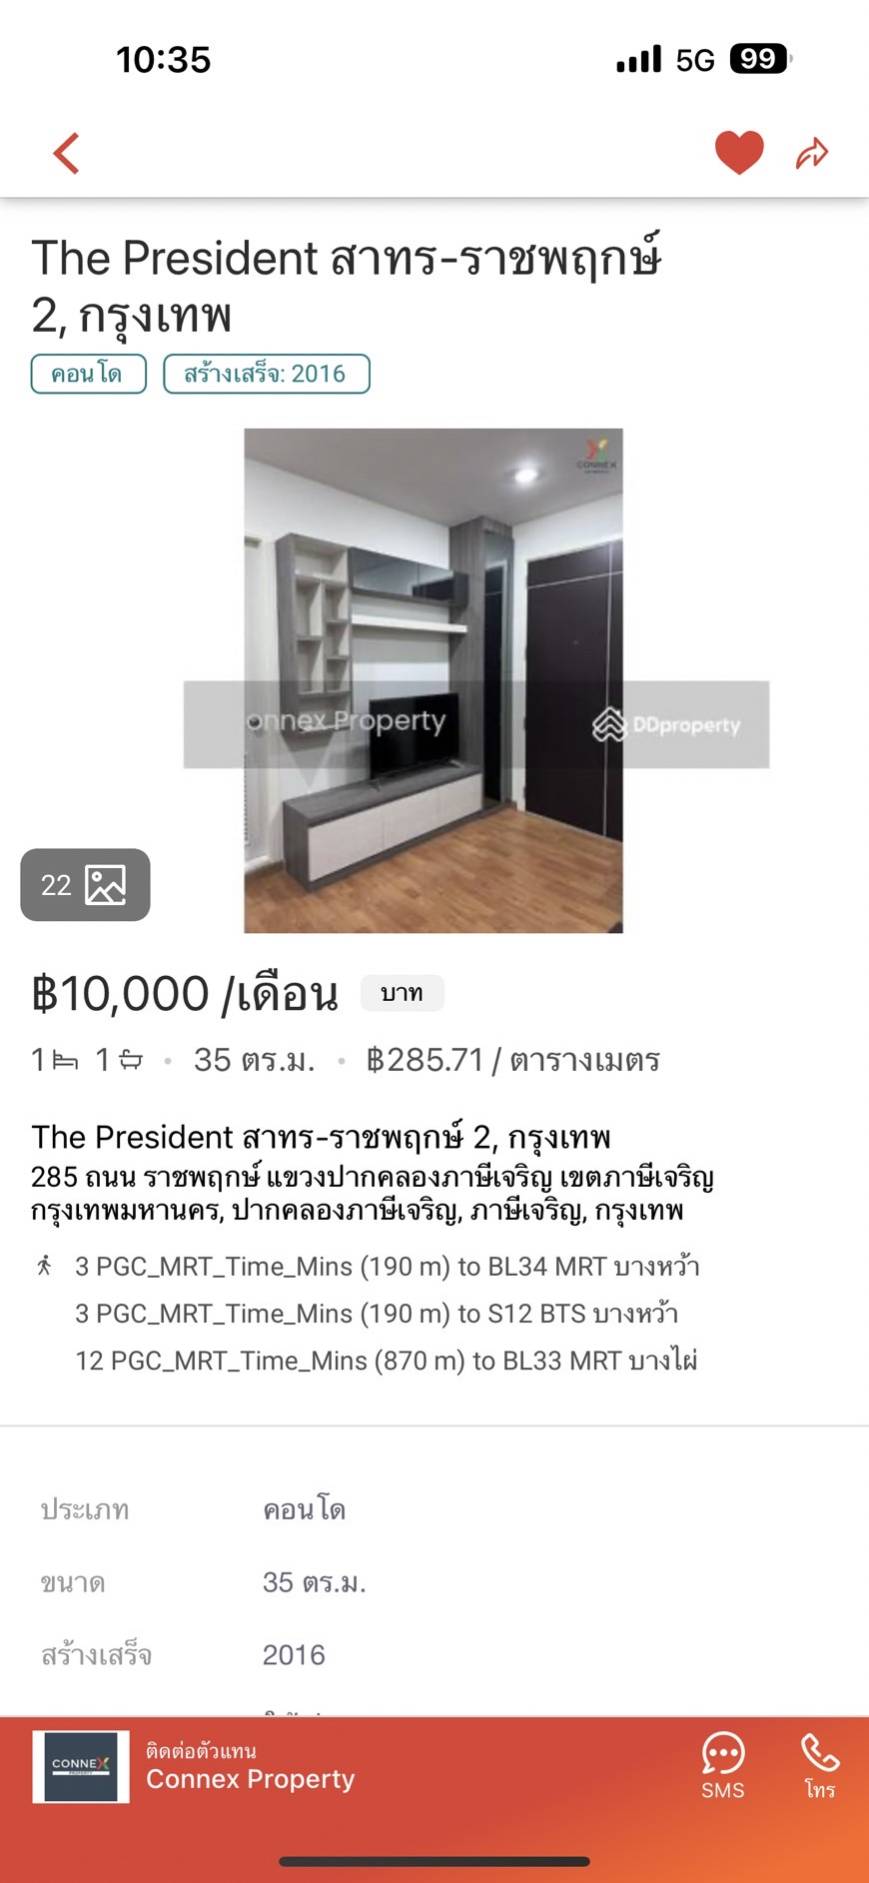 10:35
5G 99
The President สาทร-ราชพฤกษ์
2, กรุงเทพ
คอนโด
สร้างเสร็จ: 2016
CONNEX
onnex Property
DDproperty
22
฿10,000 /เดือน บาท
1 1 • 35 ตร.ม. • ฿285.71 / ตารางเมตร
The President สาทร-ราชพฤกษ์ 2, กรุงเทพ
285 ถนน ราชพฤกษ์ แขวงปากคลองภาษีเจริญ เขตภาษีเจริญ
กรุงเทพมหานคร, ปากคลองภาษีเจริญ, ภาษีเจริญ, กรุงเทพ
3 PGC_MRT_Time_Mins (190 m) to BL34 MRT บางหว้า
3 PGC_MRT_Time_Mins (190 m) to S12 BTS บางหว้า
12 PGC_MRT_Time_Mins (870 m) to BL33 MRT บางไผ่
ประเภท คอนโด
ขนาด 35 ตร.ม.
สร้างเสร็จ 2016
CONNEX
ติดต่อตัวแทน
Connex Property
SMS
โทร